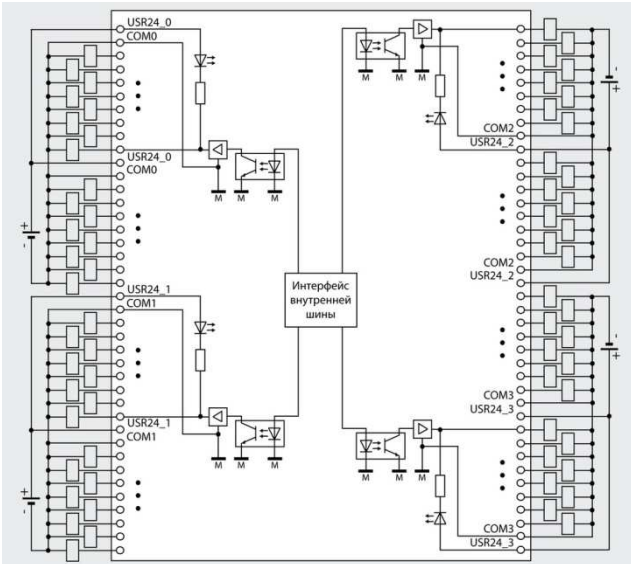 USR24_0
COM0
USR24_0
COM0
M
M
M
+
-
USR24_1
COM1
USR24_1
COM1
M
M
M
+
-
Интерфейс
внутренней
шины
M
M
M
COM2
USR24_2
-
+
COM2
USR24_2
COM3
USR24_3
-
+
M
M
M
COM3
USR24_3